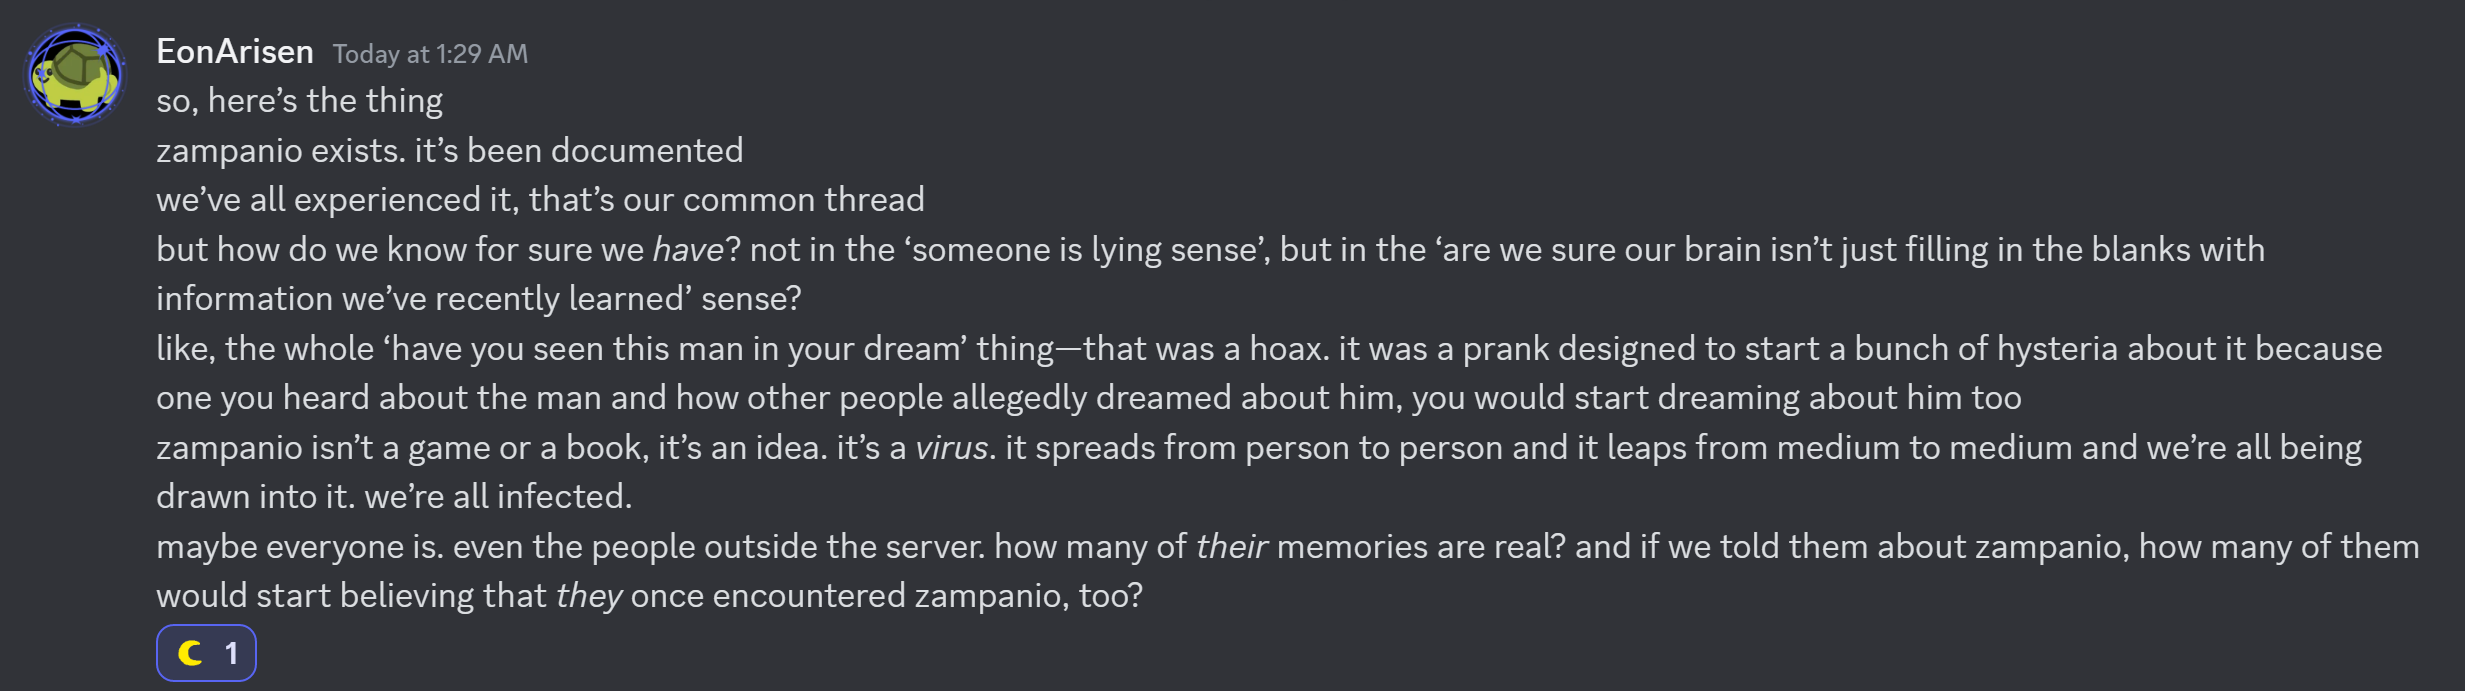 EonArisen Today at 1:29 AM
so, here’s the thing
zampanio exists. it’s been documented
we’ve all experienced it, that’s our common thread
but how do we know for sure we have? not in the ‘someone is lying sense’, but in the ‘are we sure our brain isn’t just filling in the blanks with
information we’ve recently learned’ sense?
like, the whole ‘have you seen this man in your dream’ thing—that was a hoax. it was a prank designed to start a bunch of hysteria about it because
one you heard about the man and how other people allegedly dreamed about him, you would start dreaming about him too
zampanio isn’t a game or a book, it’s an idea. it’s a virus. it spreads from person to person and it leaps from medium to medium and we’re all being
drawn into it. we’re all infected.
maybe everyone is. even the people outside the server. how many of their memories are real? and if we told them about zampanio, how many of them
would start believing that they once encountered zampanio, too?
1